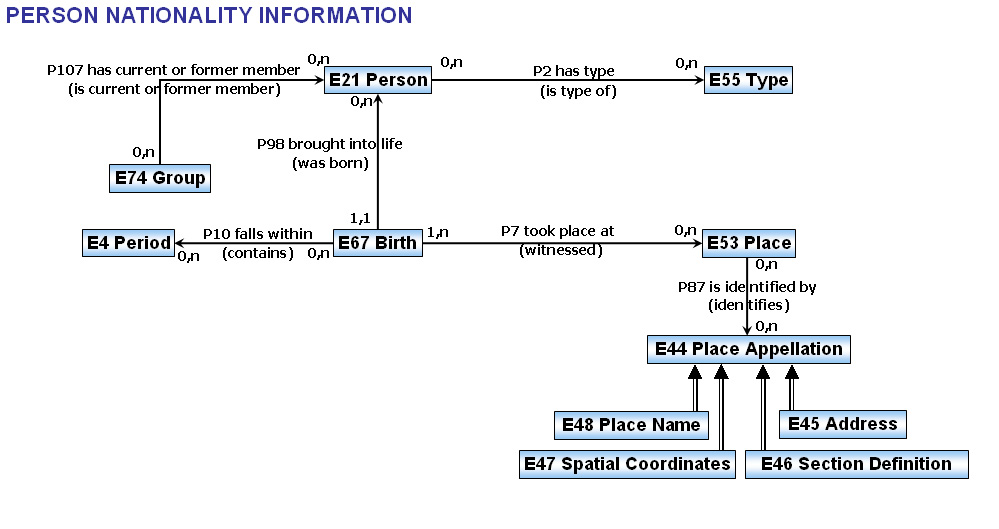 PERSON NATIONALITY INFORMATION
P107 has current or former member
(is current or former member)
0,n
E21 Person
0,n
P2 has type
(is type of)
0,n
E55 Type
0,n
P98 brought into life
(was born)
0,n
E74 Group
1,1
E4 Period
0,n
P10 falls within
(contains)
0,n
E67 Birth
1,n
P7 took place at
(witnessed)
0,n
E53 Place
0,n
P87 is identified by
(identifies)
0,n
E44 Place Appellation
E48 Place Name
E45 Address
E47 Spatial Coordinates
E46 Section Definition